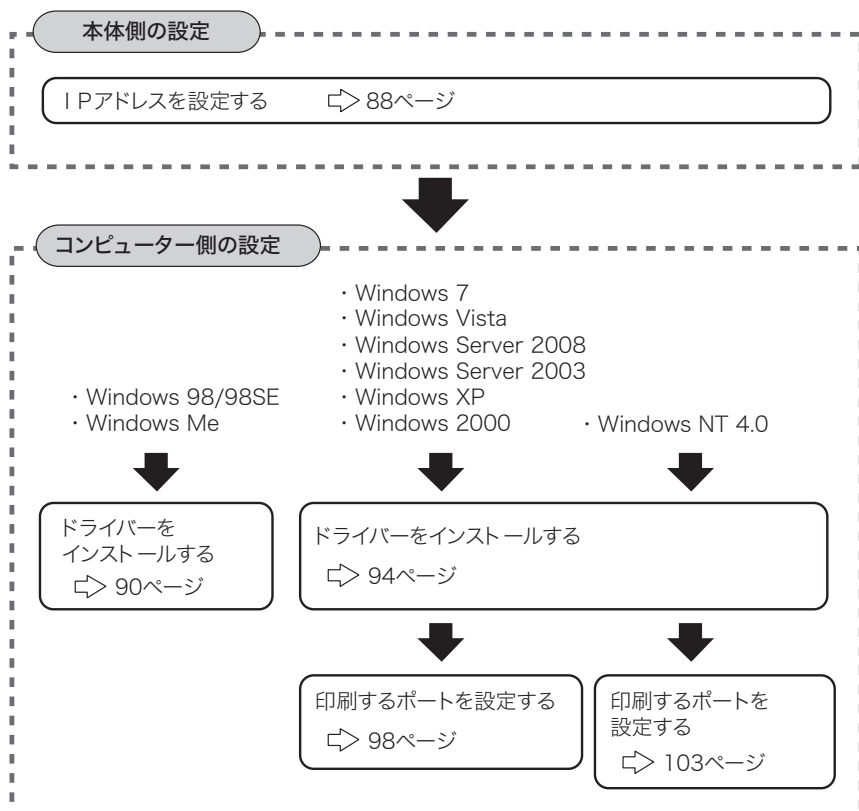 本体側の設定
IPアドレスを設定する 88ページ
コンピューター側の設定
・Windows 98/98SE
・Windows Me
・Windows 7
・Windows Vista
・Windows Server 2008
・Windows Server 2003
・Windows XP
・Windows 2000
・Windows NT 4.0
ドライバーを
インストールする
90ページ
ドライバーをインストールする
94ページ
印刷するポートを設定する
98ページ
印刷するポートを
設定する
103ページ